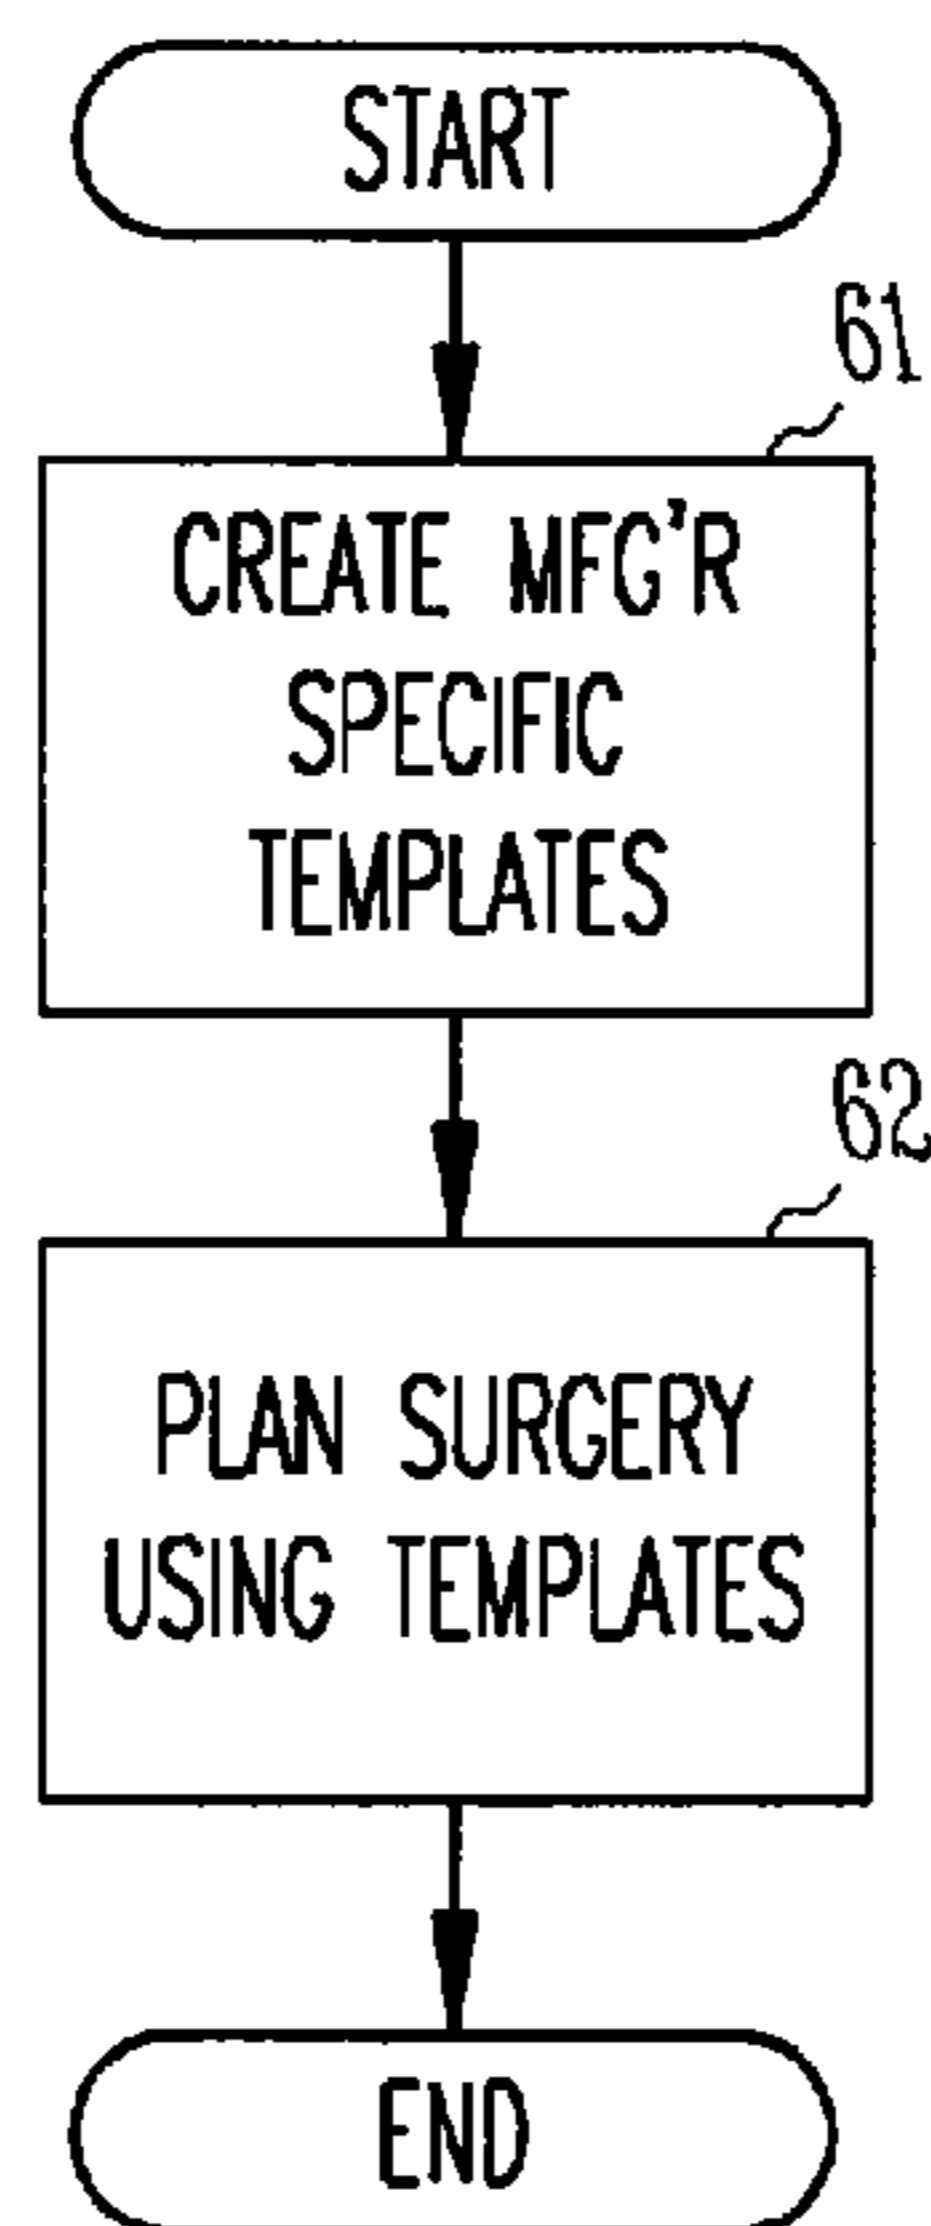 START
61
CREATE MFG'R
SPECIFIC
TEMPLATES
62
PLAN SURGERY
USING TEMPLATES
END